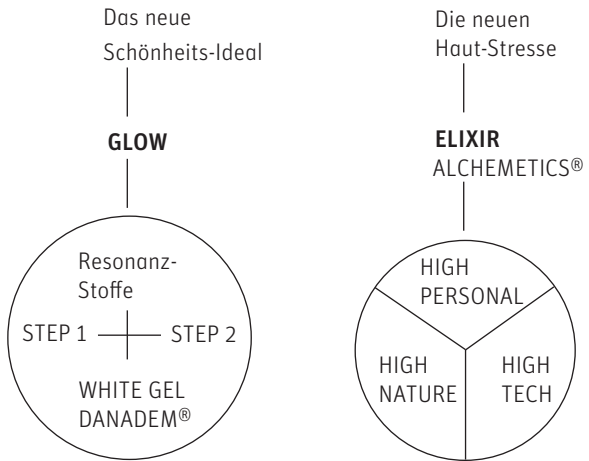 Das neue
Schönheits-Ideal
GLOW
Resonanz-
Stoffe
STEP 1
STEP 2
WHITE GEL
DANADEM®
Die neuen
Haut-Stresse
ELIXIR
ALCHEMETICS®
HIGH
PERSONAL
HIGH
NATURE
HIGH
TECH